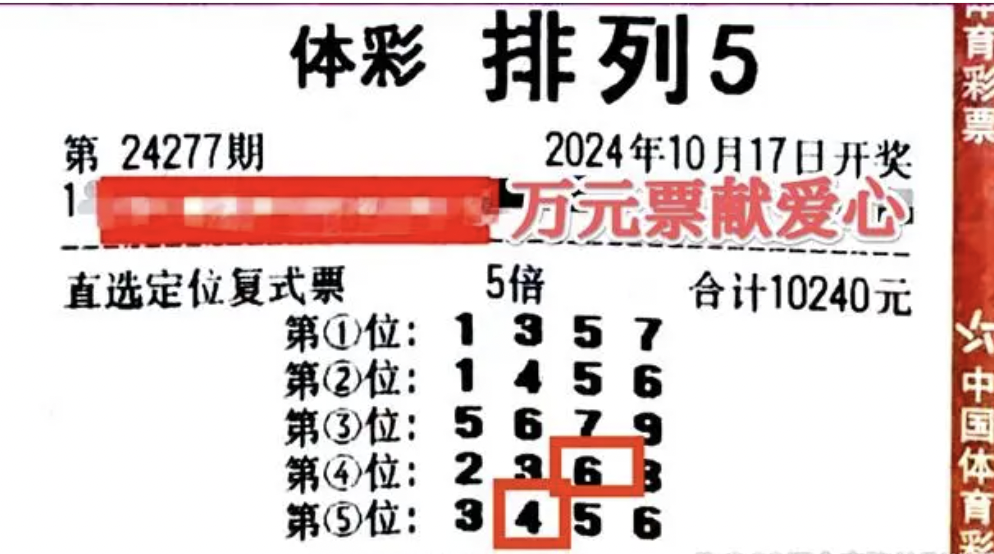 体彩 排列5
第 24277期 2024年10月17日开奖
1 万元票献爱心
直选定位复式票 5倍 合计10240元
第①位: 1 3 5 7
第②位: 1 4 5 6
第③位: 5 6 7 9
第④位: 2 3 6 8
第⑤位: 3 4 5 6
育彩票
中国体育彩